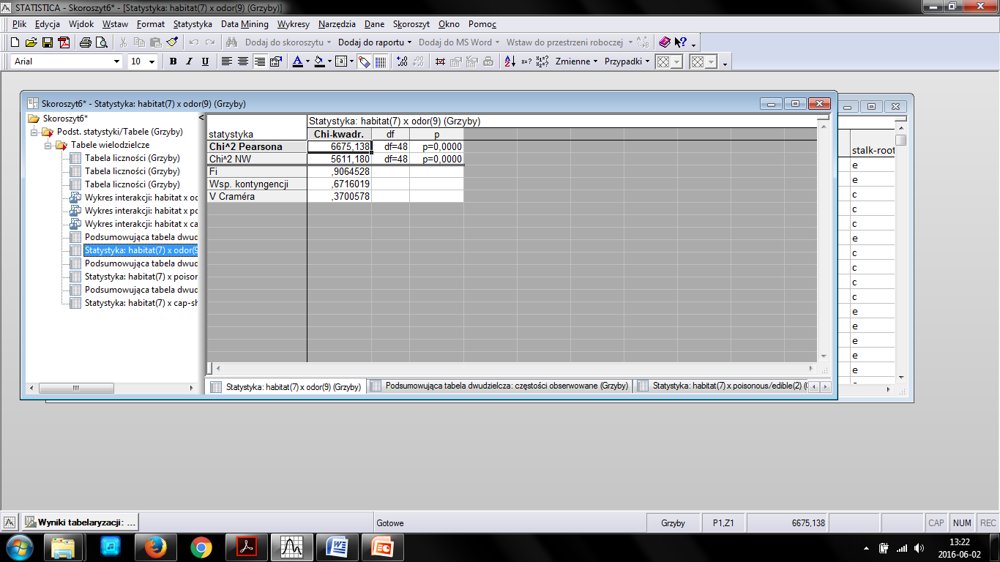 STATISTICA - Skoroszyt6* - [Statystyka: habitat(7) x odor(9) (Grzyby)]
Plik Edycja Widok Wstaw Format Statystyka Data Mining Wykresy Narzędzia Dane Skoroszyt Okno Pomoc
Dodaj do skoroszytu Dodaj do raportu Dodaj do MS Word Wstaw do przestrzeni roboczej
Arial 10 B I U A Zmienne Przypadki
Skoroszyt6* - Statystyka: habitat(7) x odor(9) (Grzyby)
Skoroszyt6*
Podst. statystyki/Tabele (Grzyby)
Tabele wielodzielcze
Tabela liczności (Grzyby)
Tabela liczności (Grzyby)
Tabela liczności (Grzyby)
Wykres interakcji: habitat x od
Wykres interakcji: habitat x po
Wykres interakcji: habitat x ca
Podsumowująca tabela dwud
Statystyka: habitat(7) x odor(9
Podsumowująca tabela dwud
Statystyka: habitat(7) x poison
Podsumowująca tabela dwud
Statystyka: habitat(7) x cap-sh
Statystyka: habitat(7) x odor(9) (Grzyby)
statystyka Chi-kwadr. df p
Chi^2 Pearsona 6675,138 df=48 p=0,0000
Chi^2 NW 5611,180 df=48 p=0,0000
Fi ,9064528
Wsp. kontyngencji ,6716019
V Craméra ,3700578
stalk-root
e
e
c
c
c
e
c
c
c
c
e
e
e
e
e
Statystyka: habitat(7) x odor(9) (Grzyby) Podsumowująca tabela dwudzielcza: częstości obserwowane (Grzyby) Statystyka: habitat(7) x poisonous/edible(2) (
Wyniki tabelaryzacji: ... Gotowe Grzyby P1,Z1 6675,138 CAP NUM REC
13:22
2016-06-02